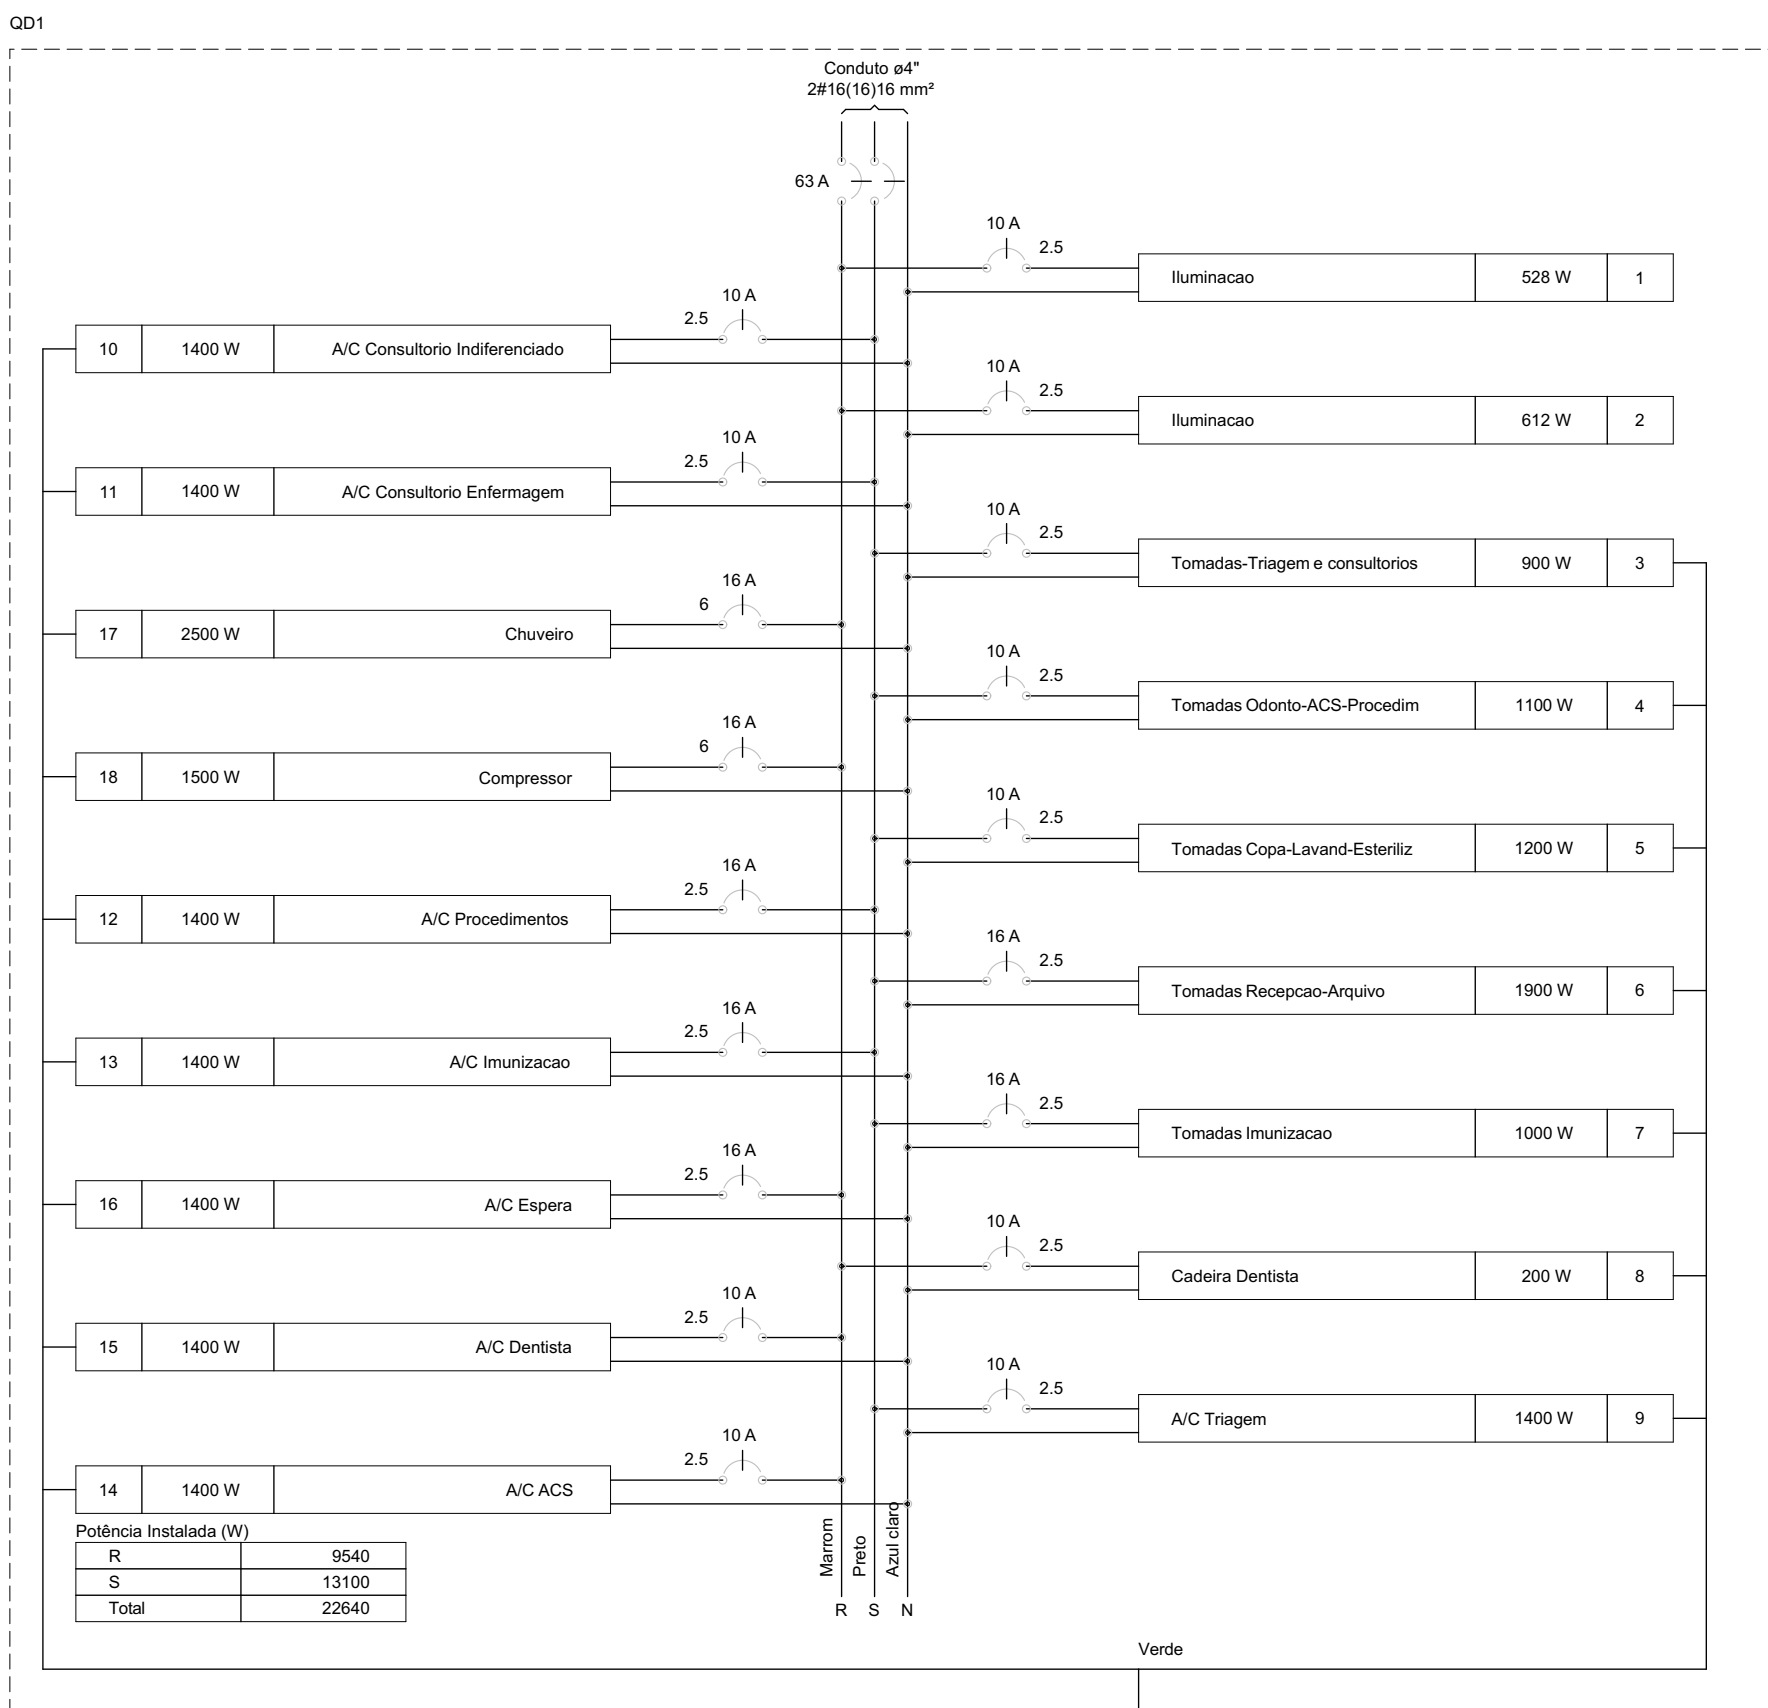 QD1
Conduto ø4"
2#16(16)16 mm²
63 A
10 A
2.5
Iluminacao 528 W 1
10 A
2.5
10 1400 W A/C Consultorio Indiferenciado
10 A
2.5
Iluminacao 612 W 2
10 A
2.5
11 1400 W A/C Consultorio Enfermagem
10 A
2.5
Tomadas-Triagem e consultorios 900 W 3
16 A
6
17 2500 W Chuveiro
10 A
2.5
Tomadas Odonto-ACS-Procedim 1100 W 4
16 A
6
18 1500 W Compressor
10 A
2.5
Tomadas Copa-Lavand-Esteriliz 1200 W 5
16 A
2.5
12 1400 W A/C Procedimentos
16 A
2.5
Tomadas Recepcao-Arquivo 1900 W 6
16 A
2.5
13 1400 W A/C Imunizacao
16 A
2.5
Tomadas Imunizacao 1000 W 7
16 A
2.5
16 1400 W A/C Espera
10 A
2.5
Cadeira Dentista 200 W 8
10 A
2.5
15 1400 W A/C Dentista
10 A
2.5
A/C Triagem 1400 W 9
10 A
2.5
14 1400 W A/C ACS
Potência Instalada (W)
R 9540
S 13100
Total 22640
Marrom
Preto
Azul claro
R S N
Verde